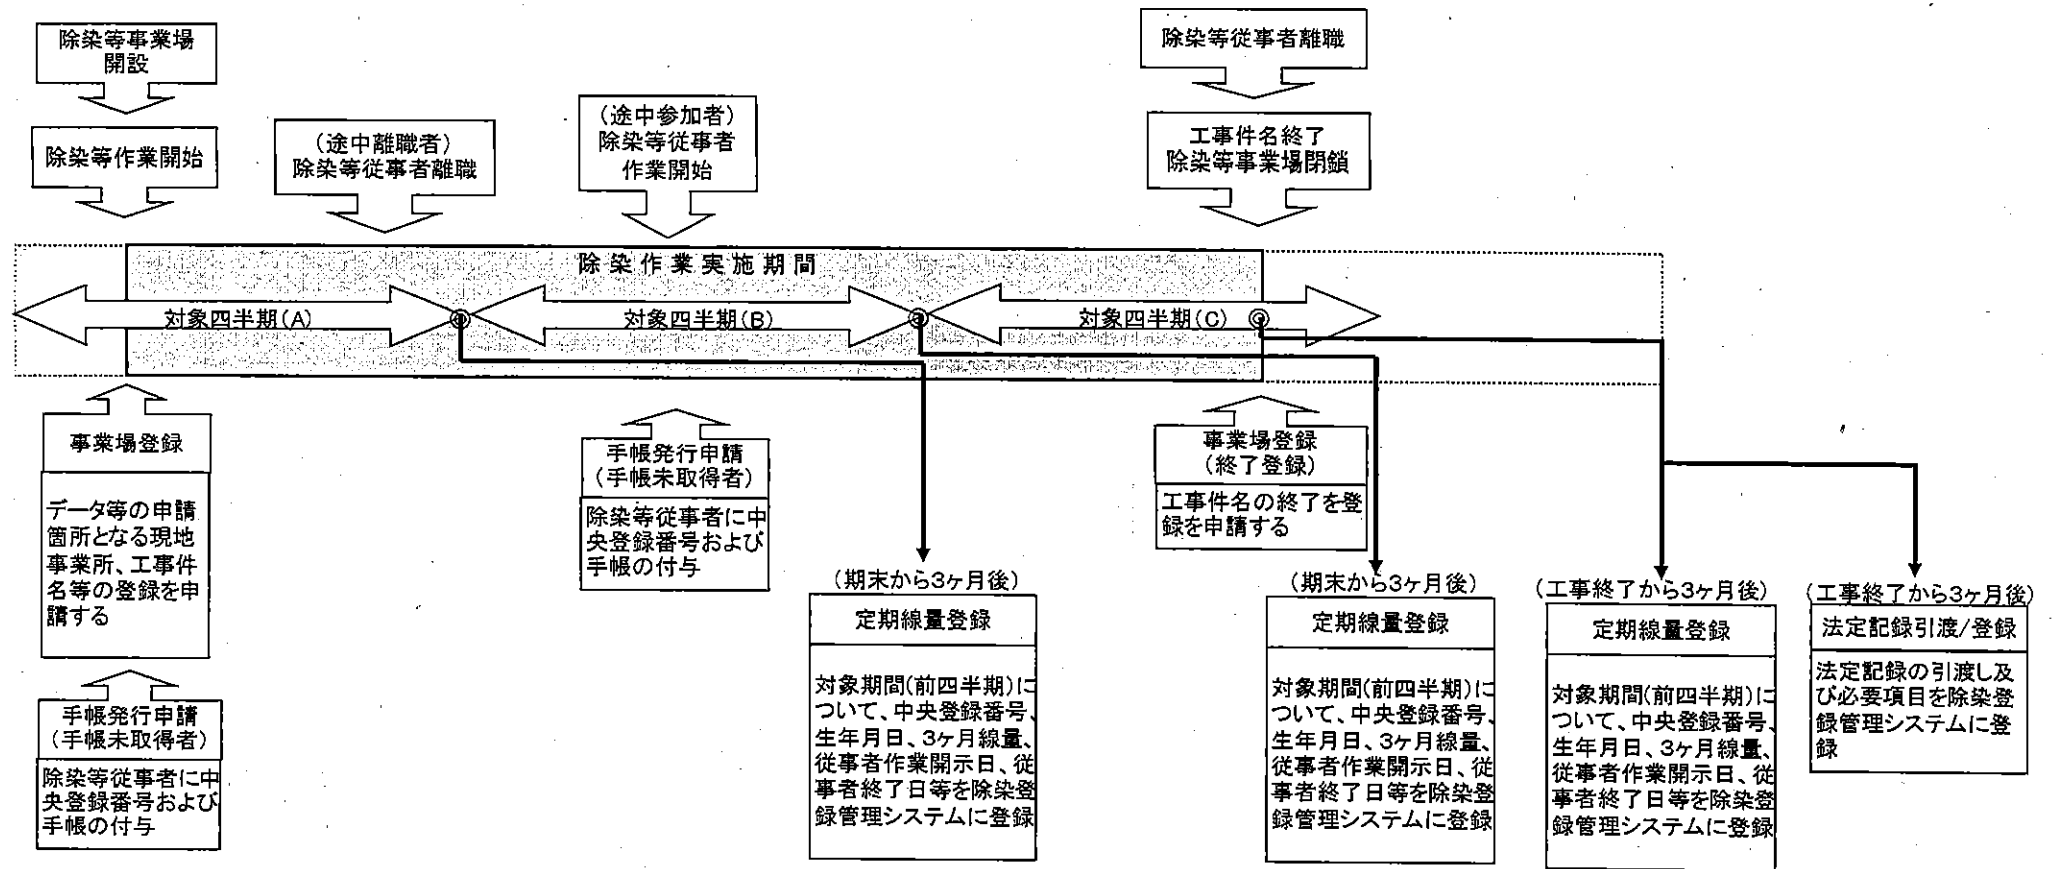 除染等事業場
開設
除染等作業開始
(途中離職者)
除染等従事者離職
(途中参加者)
除染等従事者
作業開始
除染等従事者離職
工事件名終了
除染等事業場閉鎖
除染作業実施期間
対象四半期(A)
対象四半期(B)
対象四半期(C)
事業場登録
データ等の申請
箇所となる現地
事業所、工事件
名等の登録を申
請する
手帳発行申請
(手帳未取得者)
除染等従事者に中
央登録番号および
手帳の付与
手帳発行申請
(手帳未取得者)
除染等従事者に中
央登録番号および
手帳の付与
事業場登録
(終了登録)
工事件名の終了を登
録を申請する
(期末から3ヶ月後)
定期線量登録
対象期間(前四半期)に
ついて、中央登録番号、
生年月日、3ヶ月線量、
従事者作業開示日、従
事者終了日等を除染登
録管理システムに登録
(期末から3ヶ月後)
定期線量登録
対象期間(前四半期)に
ついて、中央登録番号、
生年月日、3ヶ月線量、
従事者作業開示日、従
事者終了日等を除染登
録管理システムに登録
(工事終了から3ヶ月後)
定期線量登録
対象期間(前四半期)に
ついて、中央登録番号、
生年月日、3ヶ月線量、
従事者作業開示日、従
事者終了日等を除染登
録管理システムに登録
(工事終了から3ヶ月後)
法定記録引渡/登録
法定記録の引渡し及
び必要項目を除染登
録管理システムに登
録